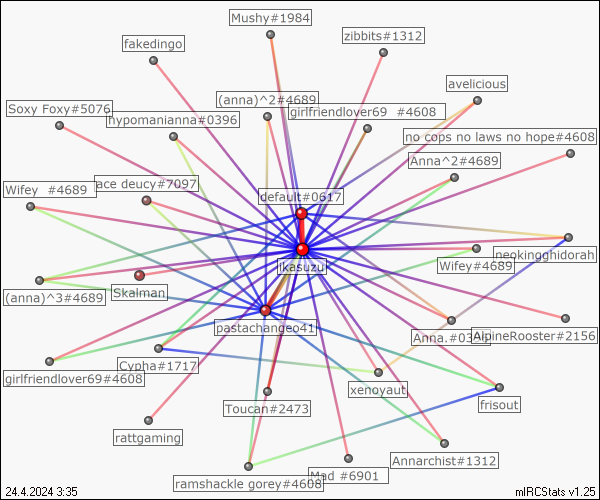 Mushy#1984
fakedingo
zibbits#1312
avelicious
(anna)^2#4689
girlfriendlover69 #4608
Soxy Foxy#5076
hypomanianna#0396
no cops no laws no hope#4608
Anna^2#4689
Wifey #4689
ace deucy#7097
default#0617
neokingghidorah
ikasuzuk
Wifey#4689
Skalman
(anna)^3#4689
pastachangeo41
Anna.#03
AlpineRooster#2156
Cypha#1717
girlfriendlover69#4608
xenoyaut
frisout
Toucan#2473
rattgaming
Annarchist#1312
Mad #6901
ramshackle gorey#4608
24.4.2024 3:35
mIRCStats v1.25